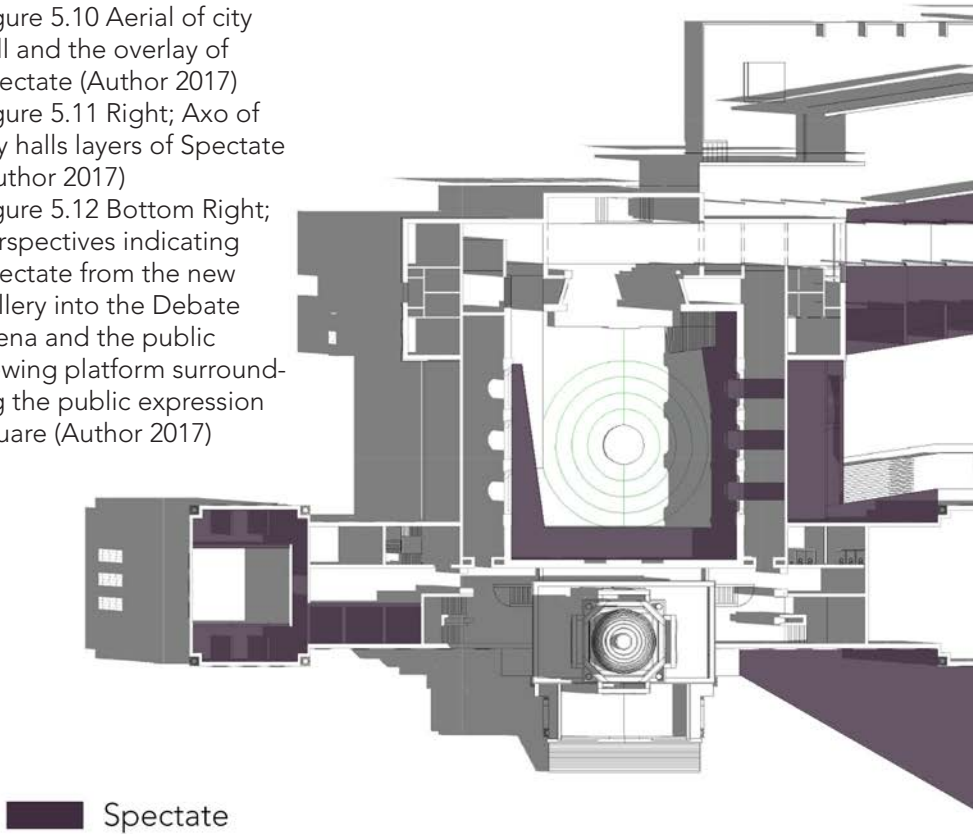 gure 5.10 Aerial of city
ll and the overlay of
ectate (Author 2017)
gure 5.11 Right; Axo of
y halls layers of Spectate
uthor 2017)
gure 5.12 Bottom Right;
rspectives indicating
ectate from the new
llery into the Debate
ena and the public
wing platform surround-
g the public expression
uare (Author 2017)
Spectate